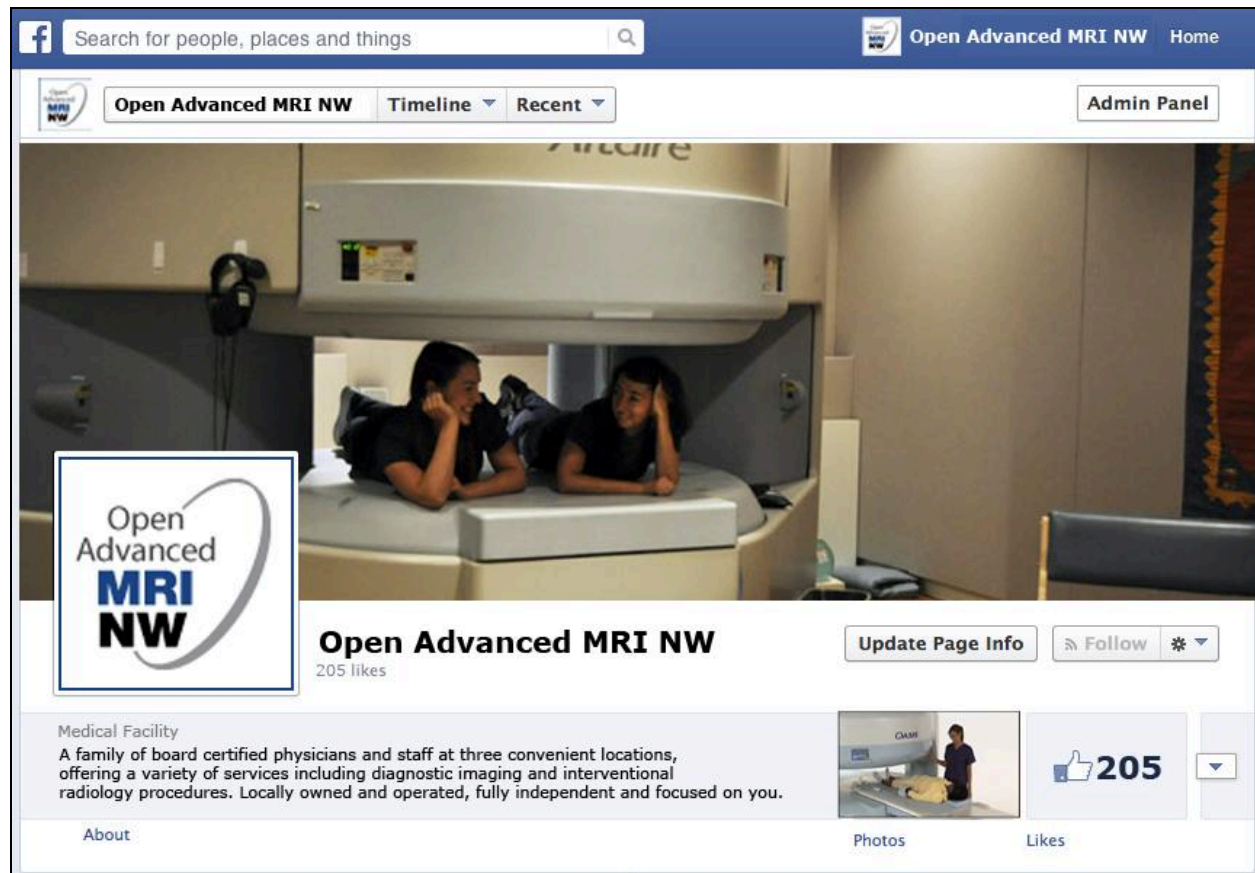 Search for people, places and things
Open Advanced MRI NW Home
Open Advanced MRI NW Timeline Recent
Admin Panel
Altaire
Open
Advanced
MRI
NW
Open Advanced MRI NW
205 likes
Update Page Info
Follow
Medical Facility
A family of board certified physicians and staff at three convenient locations,
offering a variety of services including diagnostic imaging and interventional
radiology procedures. Locally owned and operated, fully independent and focused on you.
About
OASIS
Photos
205
Likes